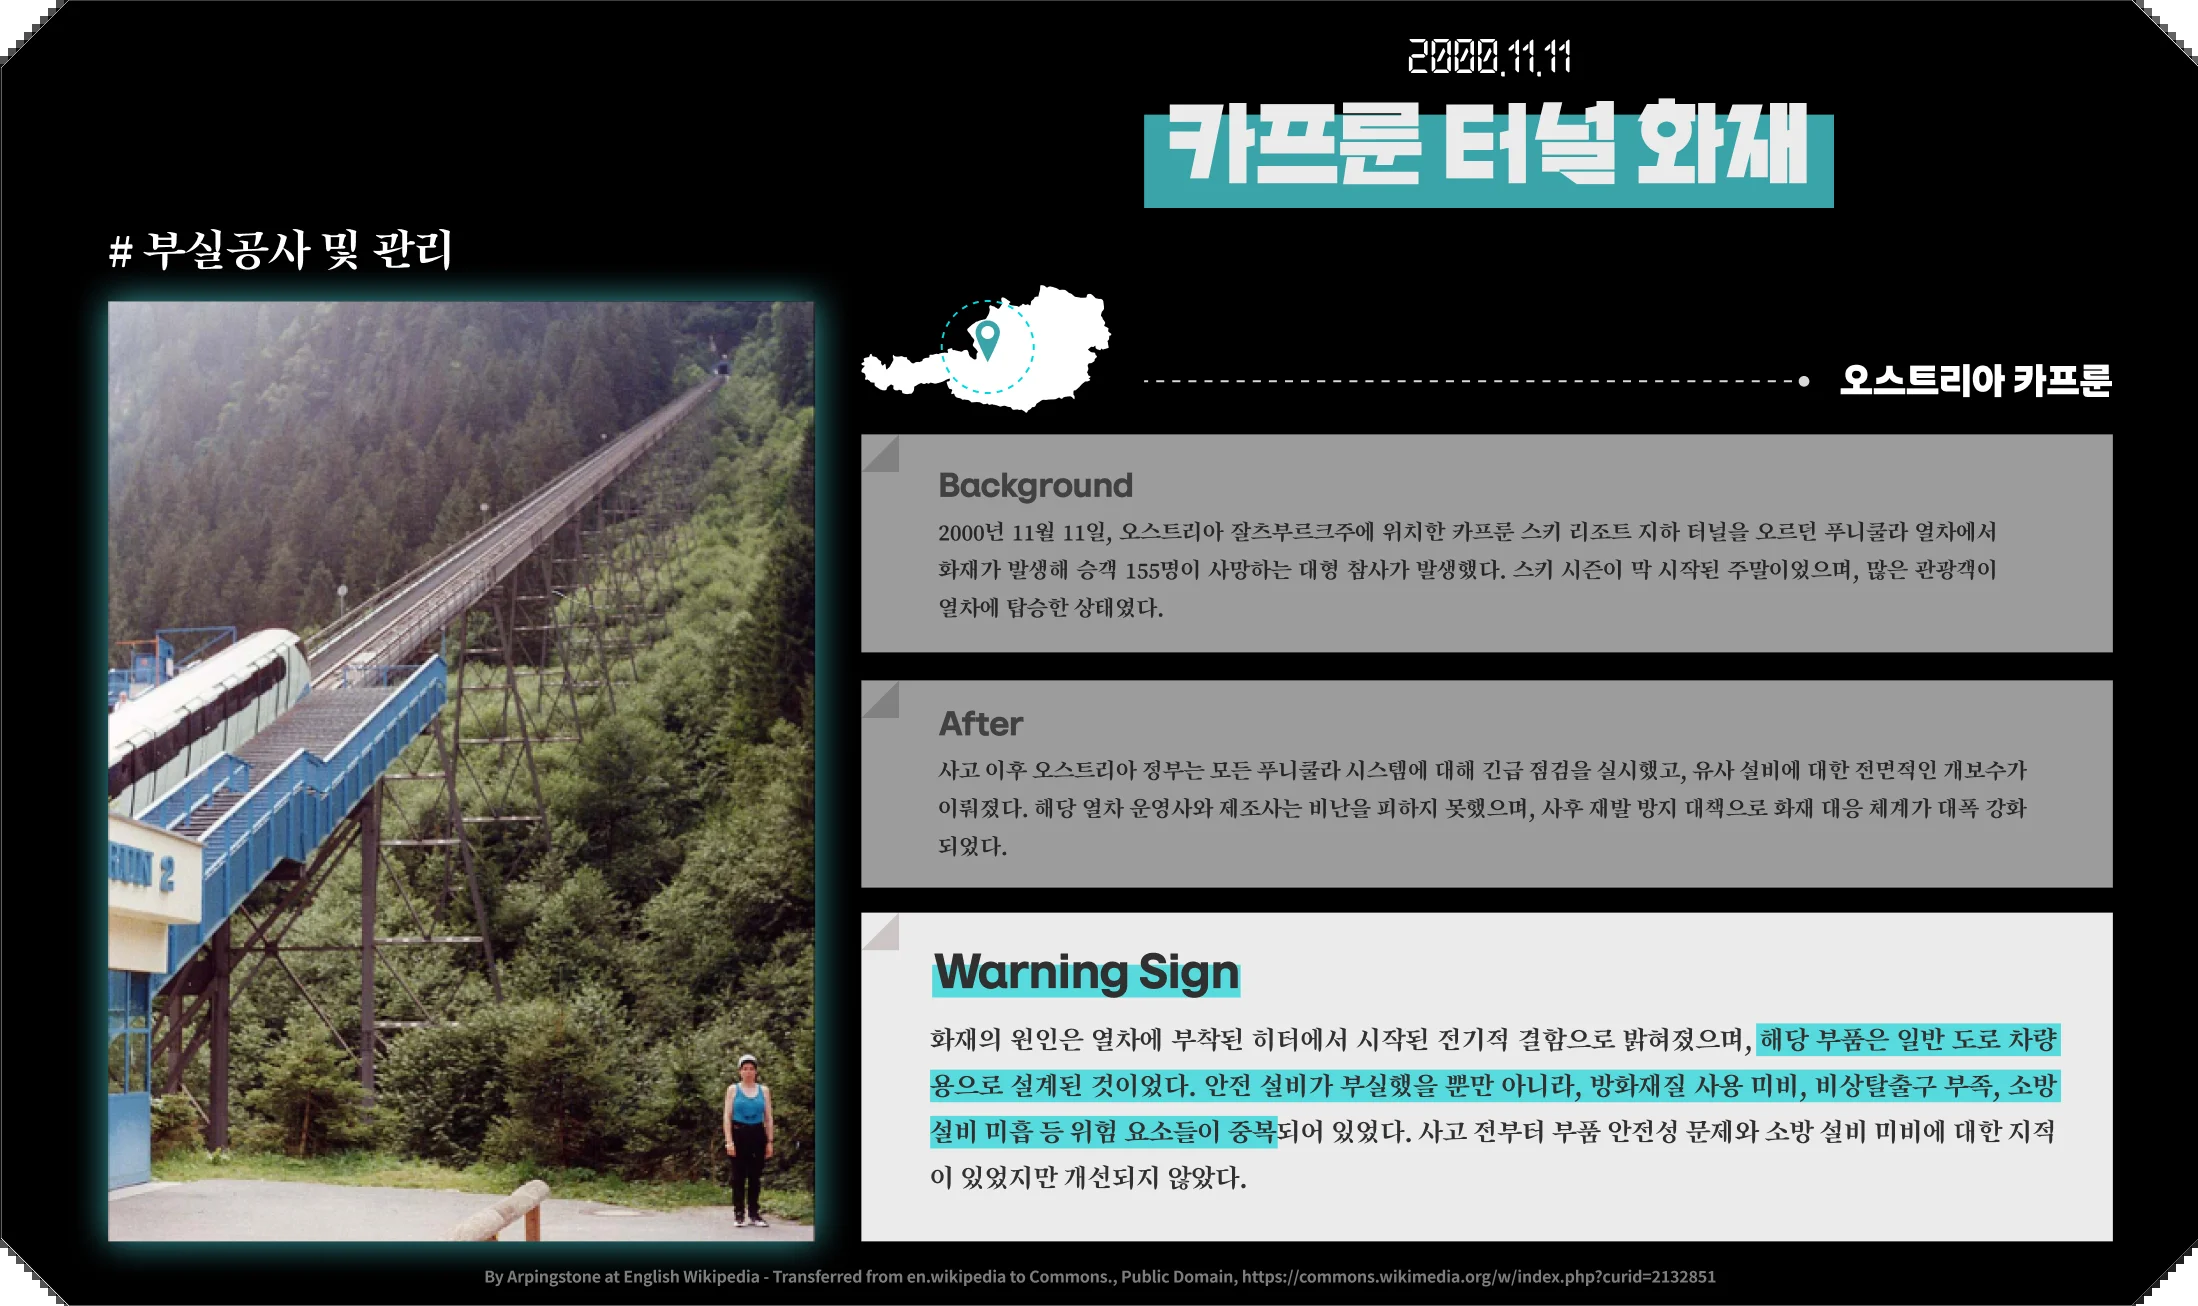 2000.11.11
카프룬 터널 화재
# 부실공사 및 관리
오스트리아 카프룬
Background
2000년 11월 11일, 오스트리아 잘츠부르크주에 위치한 카프룬 스키 리조트 지하 터널을 오르던 푸니쿨라 열차에서
화재가 발생해 승객 155명이 사망하는 대형 참사가 발생했다. 스키 시즌이 막 시작된 주말이었으며, 많은 관광객이
열차에 탑승한 상태였다.
After
사고 이후 오스트리아 정부는 모든 푸니쿨라 시스템에 대해 긴급 점검을 실시했고, 유사 설비에 대한 전면적인 개보수가
이뤄졌다. 해당 열차 운영사와 제조사는 비난을 피하지 못했으며, 사후 재발 방지 대책으로 화재 대응 체계가 대폭 강화
되었다.
RUN 2
Warning Sign
화재의 원인은 열차에 부착된 히터에서 시작된 전기적 결함으로 밝혀졌으며, 해당 부품은 일반 도로 차량
용으로 설계된 것이었다. 안전 설비가 부실했을 뿐만 아니라, 방화재질 사용 미비, 비상탈출구 부족, 소방
설비 미흡 등 위험 요소들이 중복되어 있었다. 사고 전부터 부품 안전성 문제와 소방 설비 미비에 대한 지적
이 있었지만 개선되지 않았다.
By Arpingstone at English Wikipedia - Transferred from en.wikipedia to Commons., Public Domain, https://commons.wikimedia.org/w/index.php?curid=2132851